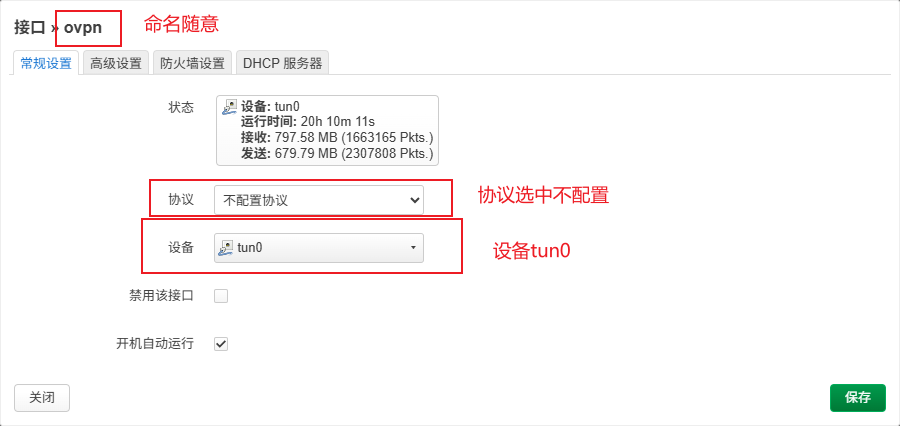 接口 » ovpn 命名随意
常规设置 高级设置 防火墙设置 DHCP 服务器
状态
设备: tun0
运行时间: 20h 10m 11s
接收: 797.58 MB (1663165 Pkts.)
发送: 679.79 MB (2307808 Pkts.)
协议 不配置协议 协议选中不配置
设备 tun0 设备tun0
禁用该接口
开机自动运行
关闭 保存